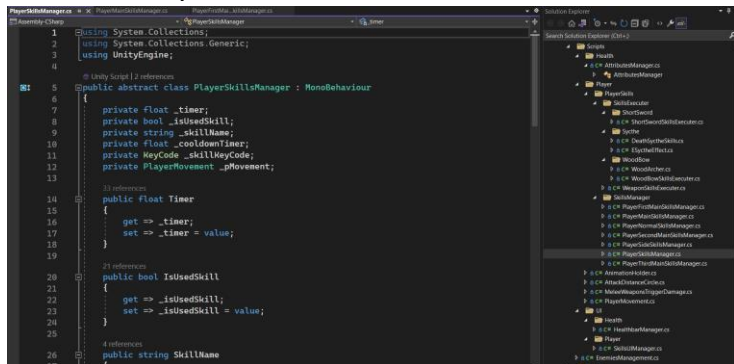 PlayerSkillsManager.cs
PlayerMainSkillsManager.cs
Assembly-CSharp
PlayerSkillsManager
_timer
1 using System.Collections;
2 using System.Collections.Generic;
3 using UnityEngine;
4
Unity Script | 2 references
5 public abstract class PlayerSkillsManager : MonoBehaviour
6 {
7 private float _timer;
8 private bool _isUsedSkill;
9 private string _skillName;
10 private float _cooldownTimer;
11 private KeyCode _skillKeyCode;
12 private PlayerMovement _pMovement;
13
33 references
14 public float Timer
15 {
16 get => _timer;
17 set => _timer = value;
18 }
19
21 references
20 public bool IsUsedSkill
21 {
22 get => _isUsedSkill;
23 set => _isUsedSkill = value;
24 }
25
4 references
26 public string SkillName
Solution Explorer
Search Solution Explorer (Ctrl+;)
Scripts
Health
C# AttributesManager.cs
AttributesManager
Player
PlayerSkills
SkillsExecuter
ShortSword
C# ShortSwordSkillsExecuter.cs
Sycthe
C# DeathSyctheSkills.cs
C# ESyctheEffect.cs
WoodBow
C# WoodArcher.cs
C# WoodBowSkillsExecuter.cs
C# WeaponSkillsExecuter.cs
SkillsManager
C# PlayerFirstMainSkillsManager.cs
C# PlayerMainSkillsManager.cs
C# PlayerNormalSkillsManager.cs
C# PlayerSecondMainSkillsManager.cs
C# PlayerSideSkillsManager.cs
C# PlayerSkillsManager.cs
C# PlayerThirdMainSkillsManager.cs
C# AnimationHolder.cs
C# AttackDistanceCircle.cs
C# MeleeWeaponsTriggerDamage.cs
C# PlayerMovement.cs
UI
Health
C# HealthbarManager.cs
Player
C# SkillsUIManager.cs
C# EnemiesManagement.cs